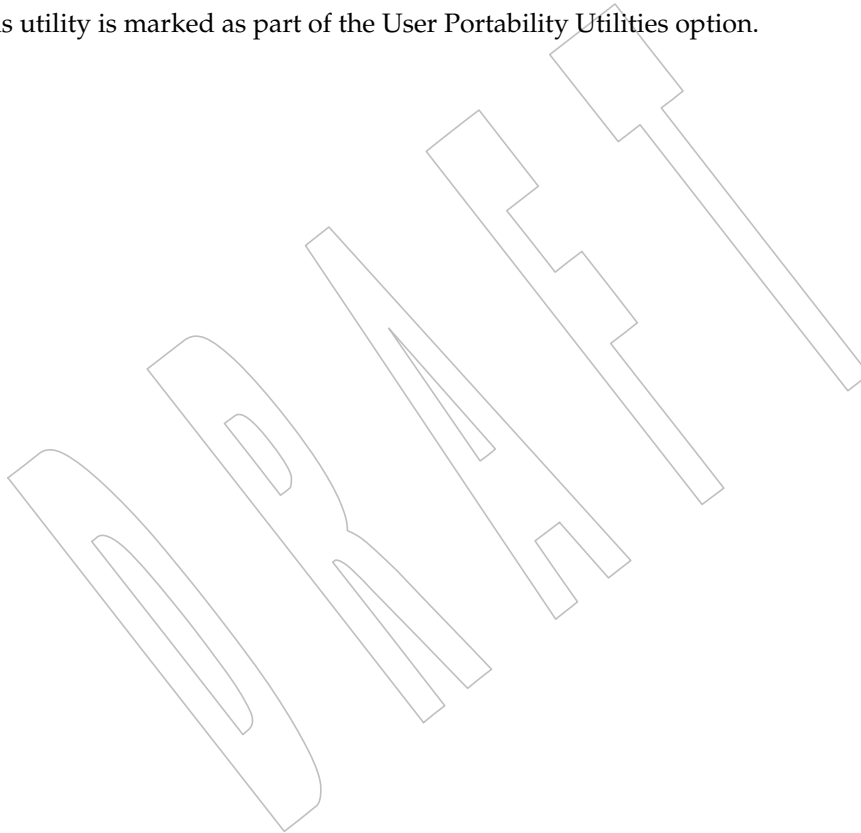 s utility is marked as part of the User Portability Utilities option.
DRAFT